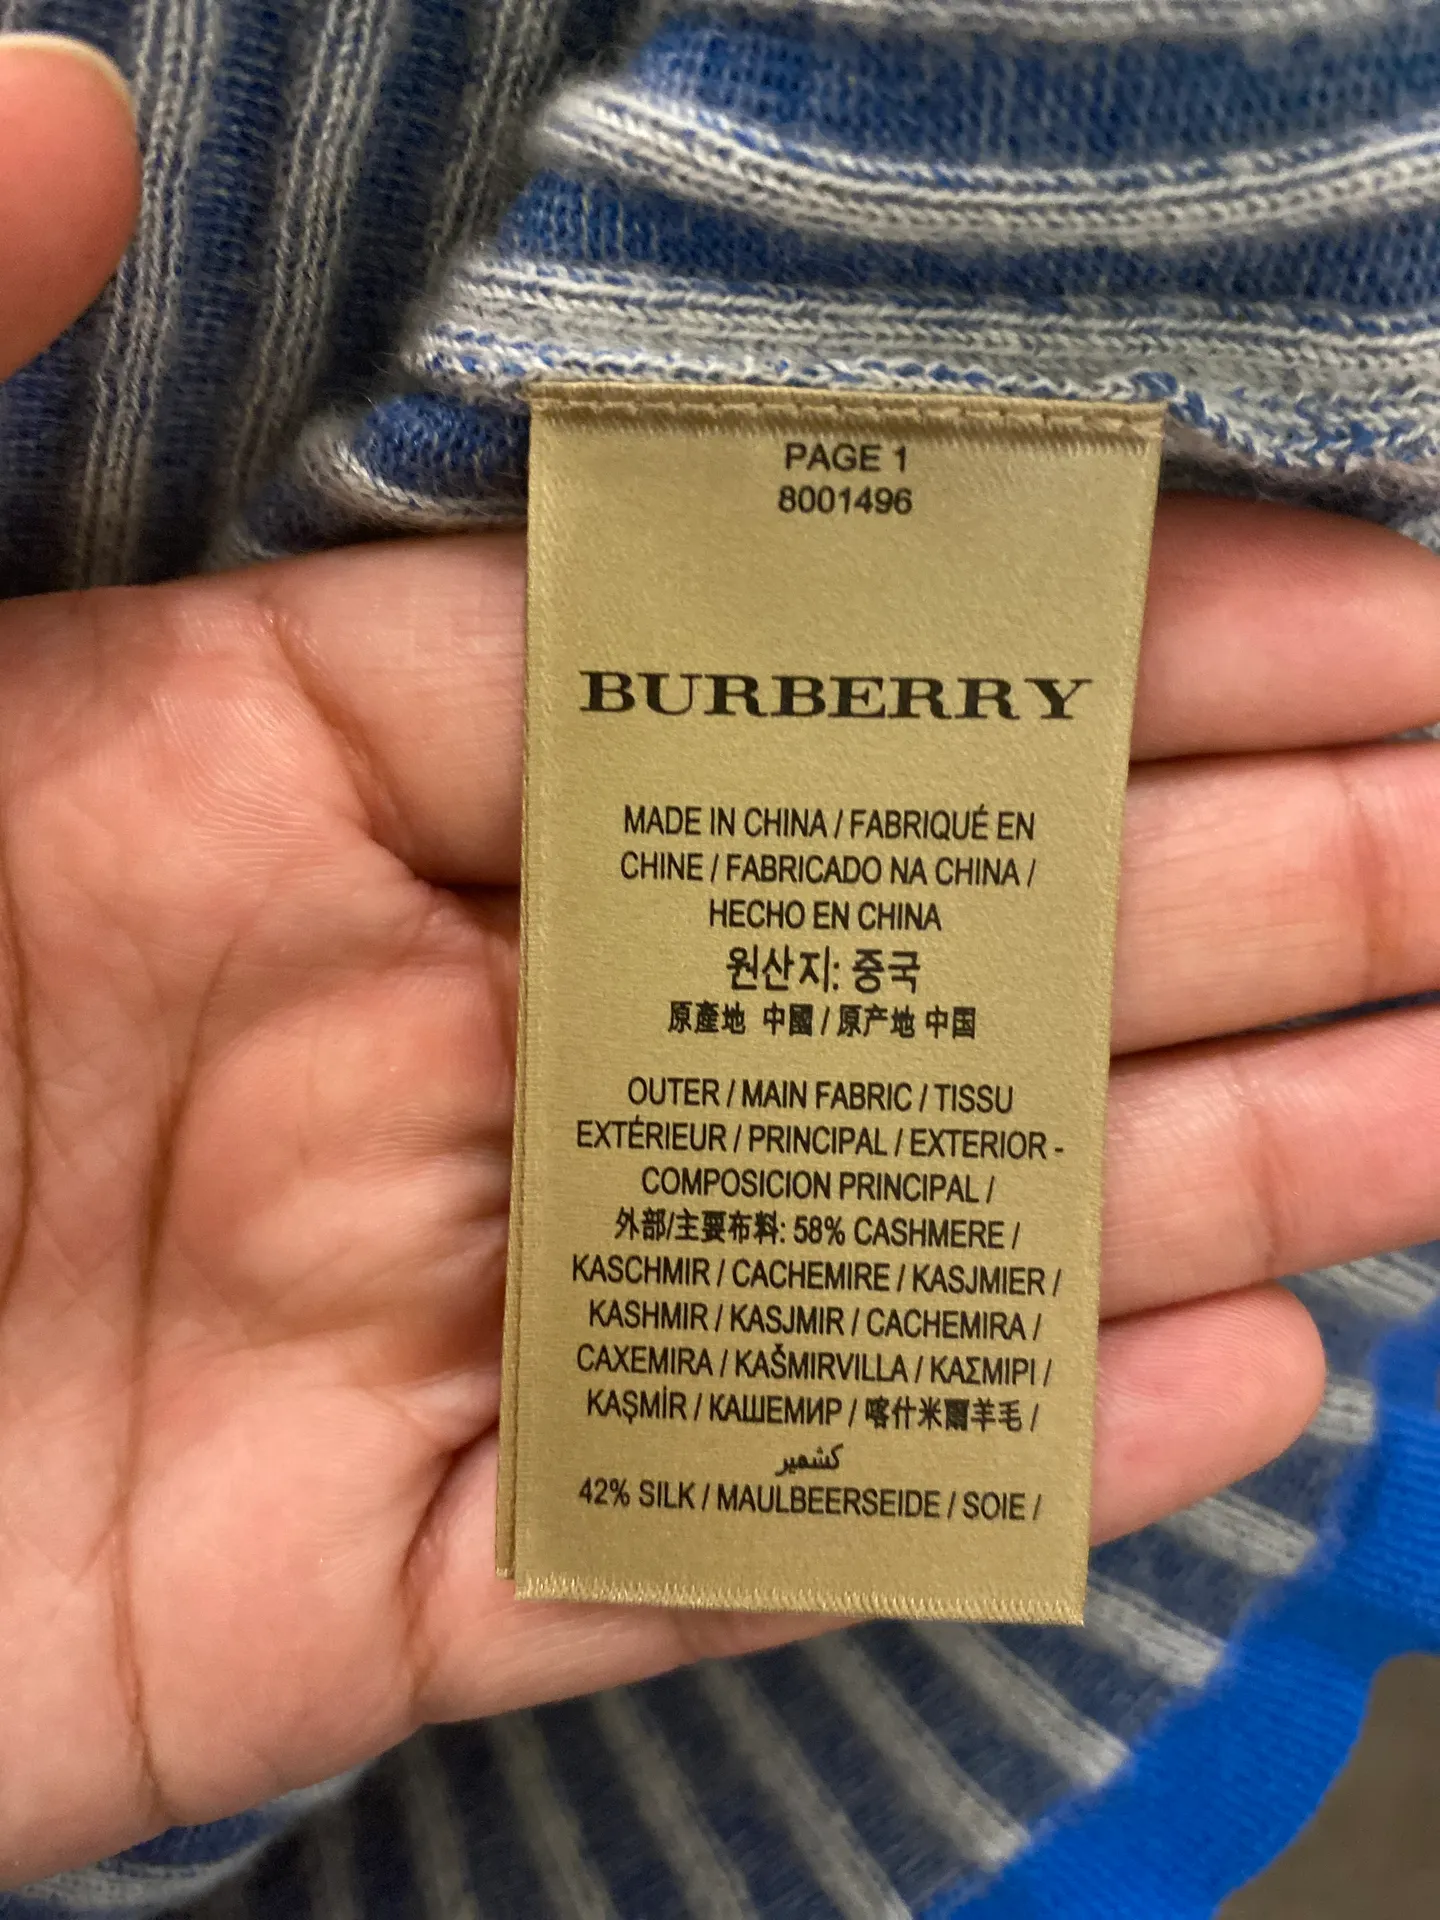 PAGE 1
8001496
BURBERRY
MADE IN CHINA / FABRIQUÉ EN
CHINE / FABRICADO NA CHINA /
HECHO EN CHINA
원산지: 중국
原產地 中國 / 原产地 中国
OUTER / MAIN FABRIC / TISSU
EXTÉRIEUR / PRINCIPAL / EXTERIOR -
COMPOSICION PRINCIPAL /
外部/主要布料: 58% CASHMERE /
KASCHMIR / CACHEMIRE / KASJMIER /
KASHMIR / KASJMIR / CACHEMIRA /
CAXEMIRA / KAŠMIRVILLA / ΚΑΣΜΙΡΙ /
KAŞMİR / КАШЕМИР / 喀什米爾羊毛 /
كشمير
42% SILK / MAULBEERSEIDE / SOIE /